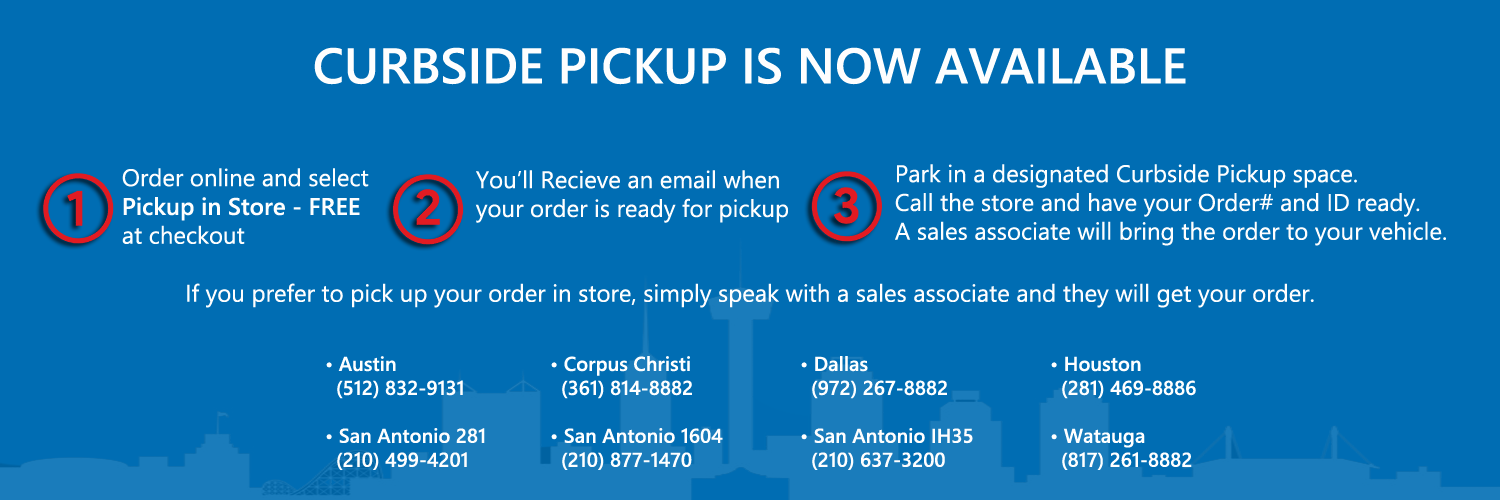 CURBSIDE PICKUP IS NOW AVAILABLE
1
Order online and select
Pickup in Store - FREE
at checkout
2
You'll Recieve an email when
your order is ready for pickup
3
Park in a designated Curbside Pickup space.
Call the store and have your Order# and ID ready.
A sales associate will bring the order to your vehicle.
If you prefer to pick up your order in store, simply speak with a sales associate and they will get your order.
• Austin
(512) 832-9131
• Corpus Christi
(361) 814-8882
• Dallas
(972) 267-8882
• Houston
(281) 469-8886
• San Antonio 281
(210) 499-4201
• San Antonio 1604
(210) 877-1470
• San Antonio IH35
(210) 637-3200
• Watauga
(817) 261-8882